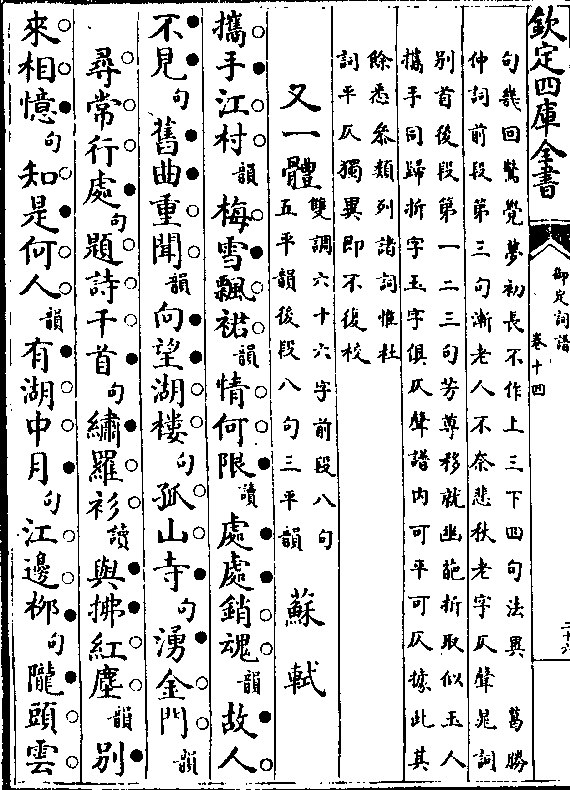 欽定四庫全書
御定詞譜
卷十四
二十六
句幾回驚覺夢初長不作上三下四句法異　葛勝
仲詞前段第三句漸老人不奈悲秋老字仄聲晁詞
別首後段第一二三句芳尊移就幽葩折取似玉人
攜手同歸折字玉字俱仄聲譜內可平可仄據此其
餘悉參類列諸詞惟杜
詞平仄獨異即不復校
又一體
雙調六十六字前段八句
五平韻後段八句三平韻
蘇軾
攜手江村韻梅雪飄裙韻情何限讀處處銷魂韻故人
不見句舊曲重聞韻向望湖樓句孤山寺句湧金門韻
尋常行處句題詩千首句繡羅衫讀與拂紅塵韻別
來相憶句知是何人韻有湖中月句江邊栁句隴頭雲